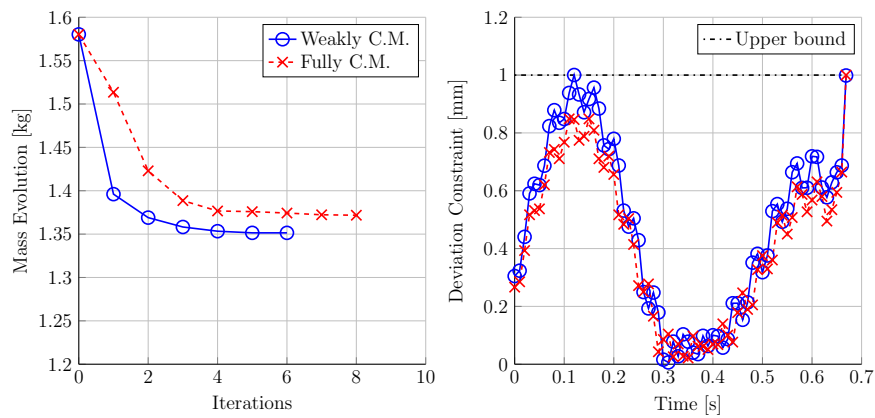 1.6
1.55
1.5
1.45
1.4
1.35
1.3
1.25
1.2
0 2 4 6 8 10
Mass Evolution [kg]
Iterations
Weakly C.M.
Fully C.M.
1.2
1
0.8
0.6
0.4
0.2
0
0 0.1 0.2 0.3 0.4 0.5 0.6 0.7
Deviation Constraint [mm]
Time [s]
Upper bound